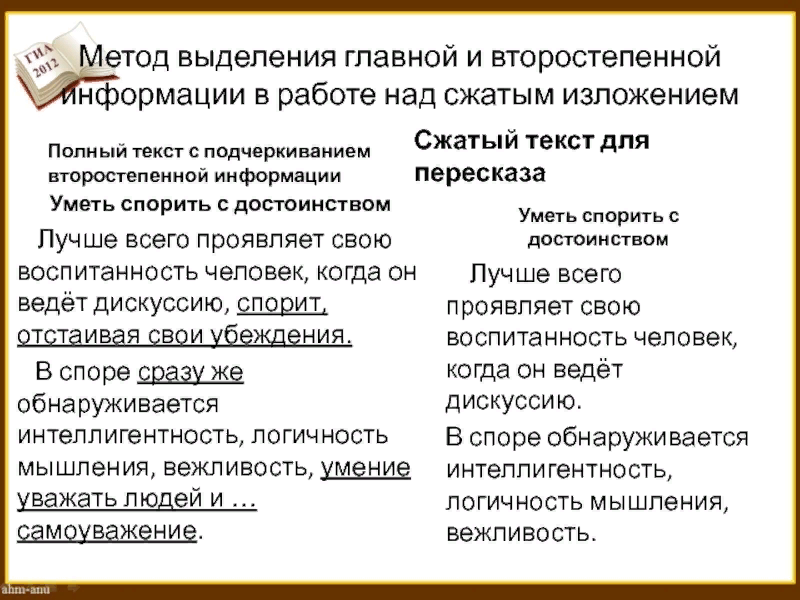 ГИА
2012
Метод выделения главной и второстепенной
информации в работе над сжатым изложением
Полный текст с подчеркиванием
второстепенной информации
Уметь спорить с достоинством
Лучше всего проявляет свою
воспитанность человек, когда он
ведёт дискуссию, спорит,
отстаивая свои убеждения.
В споре сразу же
обнаруживается
интеллигентность, логичность
мышления, вежливость, умение
уважать людей и …
самоуважение.
Сжатый текст для
пересказа
Уметь спорить с
достоинством
Лучше всего
проявляет свою
воспитанность человек,
когда он ведёт
дискуссию.
В споре обнаруживается
интеллигентность,
логичность мышления,
вежливость.
ahm-anu